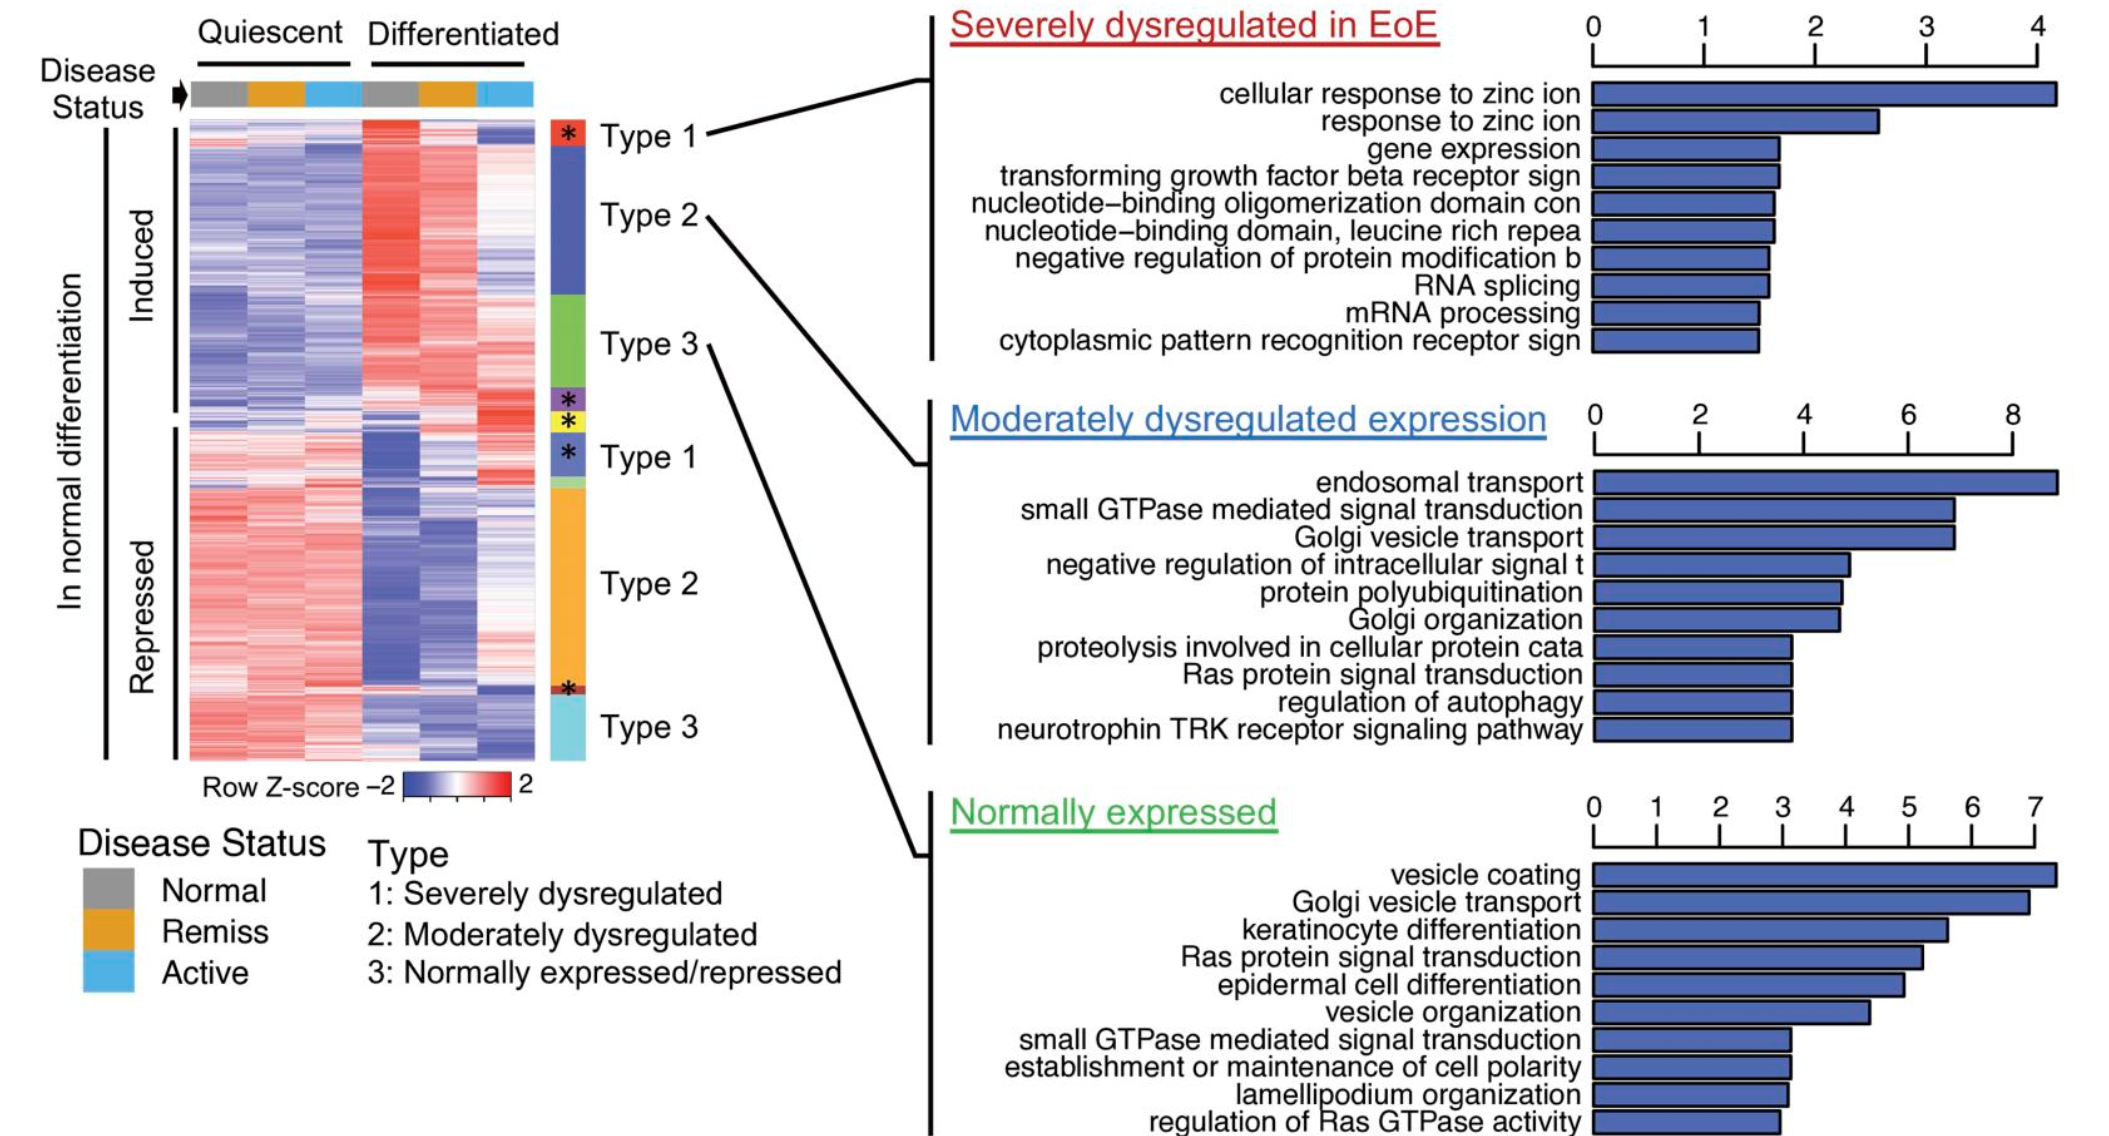 Quiescent Differentiated
Disease
Status
In normal differentiation
Induced
Repressed
* Type 1
Type 2
Type 3
*
*
* Type 1
Type 2
*
Type 3
Row Z-score −2 2
Disease Status
Normal
Remiss
Active
Type
1: Severely dysregulated
2: Moderately dysregulated
3: Normally expressed/repressed
Severely dysregulated in EoE
0 1 2 3 4
cellular response to zinc ion
response to zinc ion
gene expression
transforming growth factor beta receptor sign
nucleotide−binding oligomerization domain con
nucleotide−binding domain, leucine rich repea
negative regulation of protein modification b
RNA splicing
mRNA processing
cytoplasmic pattern recognition receptor sign
Moderately dysregulated expression
0 2 4 6 8
endosomal transport
small GTPase mediated signal transduction
Golgi vesicle transport
negative regulation of intracellular signal t
protein polyubiquitination
Golgi organization
proteolysis involved in cellular protein cata
Ras protein signal transduction
regulation of autophagy
neurotrophin TRK receptor signaling pathway
Normally expressed
0 1 2 3 4 5 6 7
vesicle coating
Golgi vesicle transport
keratinocyte differentiation
Ras protein signal transduction
epidermal cell differentiation
vesicle organization
small GTPase mediated signal transduction
establishment or maintenance of cell polarity
lamellipodium organization
regulation of Ras GTPase activity